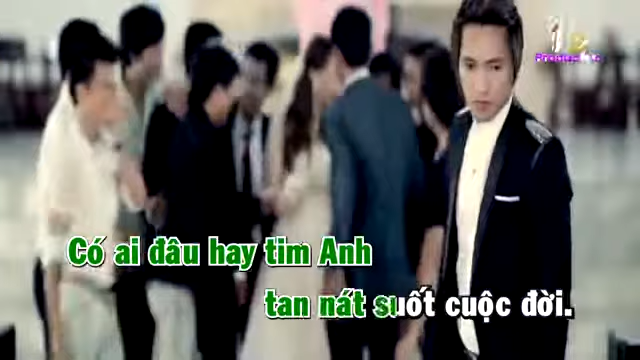 Có ai đâu hay tim Anh
tan nát suốt cuộc đời.